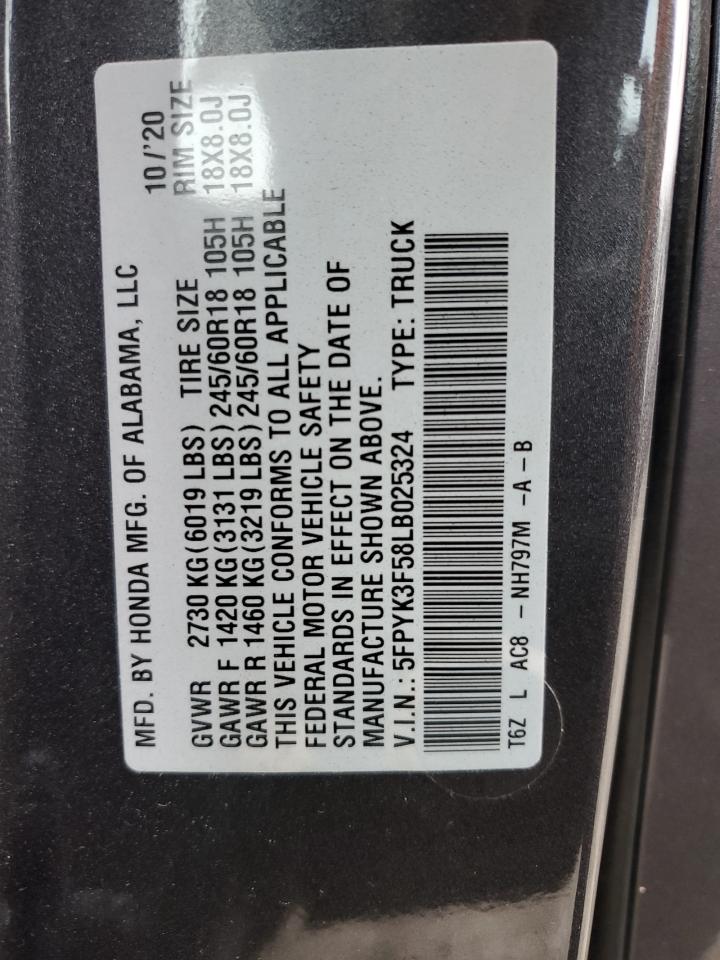 MFD. BY HONDA MFG. OF ALABAMA, LLC 10/'20
GVWR 2730 KG(6019 LBS) TIRE SIZE RIM SIZE
GAWR F 1420 KG(3131 LBS) 245/60R18 105H 18X8.0J
GAWR R 1460 KG(3219 LBS) 245/60R18 105H 18X8.0J
THIS VEHICLE CONFORMS TO ALL APPLICABLE
FEDERAL MOTOR VEHICLE SAFETY
STANDARDS IN EFFECT ON THE DATE OF
MANUFACTURE SHOWN ABOVE.
V.I.N.: 5FPYK3F58LB025324 TYPE: TRUCK
T6Z L AC8 - NH797M -A-B